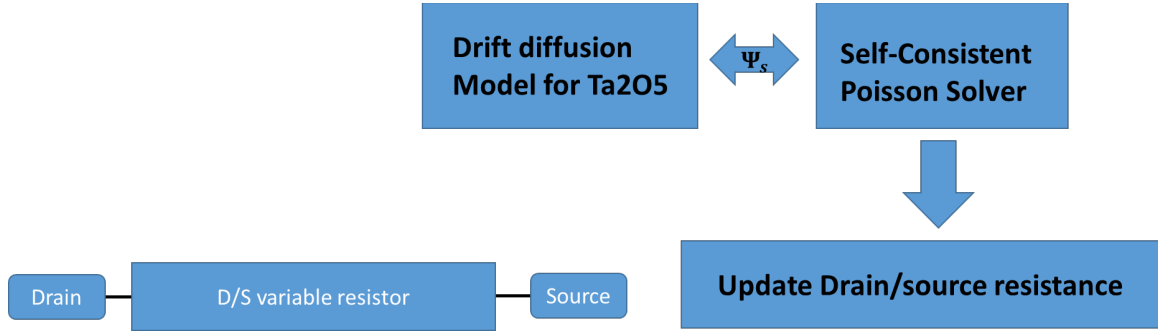 Drift diffusion
Model for Ta2O5
Ψs
Self-Consistent
Poisson Solver
Update Drain/source resistance
Drain
D/S variable resistor
Source